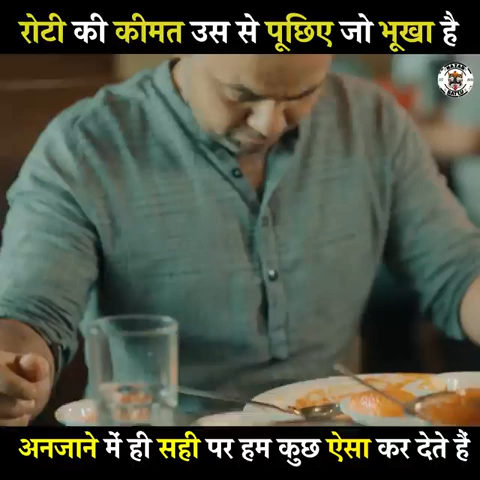 रोटी की कीमत उस से पूछिए जो भूखा है
अनजाने में ही सही पर हम कुछ ऐसा कर देते हैं